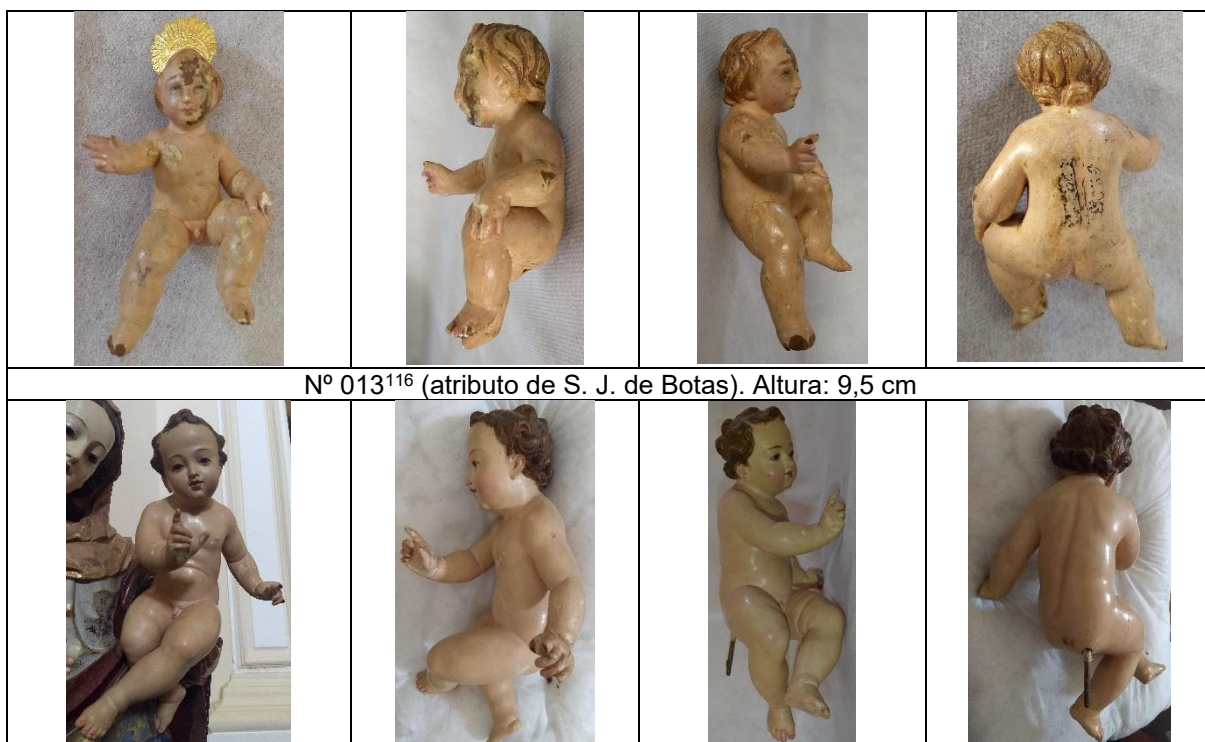 Nº 013¹¹⁶ (atributo de S. J. de Botas). Altura: 9,5 cm